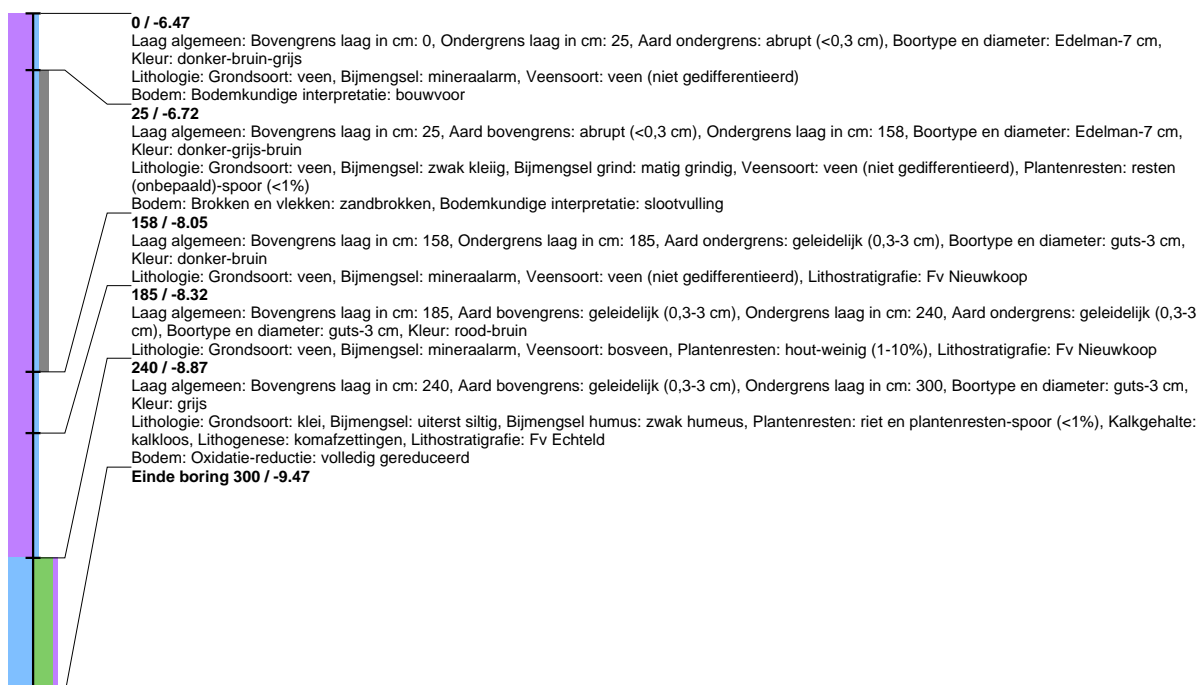 0 / -6.47
Laag algemeen: Bovengrens laag in cm: 0, Ondergrens laag in cm: 25, Aard ondergrens: abrupt (<0,3 cm), Boortype en diameter: Edelman-7 cm,
Kleur: donker-bruin-grijs
Lithologie: Grondsoort: veen, Bijmengsel: mineraalarm, Veensoort: veen (niet gedifferentieerd)
Bodem: Bodemkundige interpretatie: bouwvoor
25 / -6.72
Laag algemeen: Bovengrens laag in cm: 25, Aard bovengrens: abrupt (<0,3 cm), Ondergrens laag in cm: 158, Boortype en diameter: Edelman-7 cm,
Kleur: donker-grijs-bruin
Lithologie: Grondsoort: veen, Bijmengsel: zwak kleiig, Bijmengsel grind: matig grindig, Veensoort: veen (niet gedifferentieerd), Plantenresten: resten
(onbepaald)-spoor (<1%)
Bodem: Brokken en vlekken: zandbrokken, Bodemkundige interpretatie: slootvulling
158 / -8.05
Laag algemeen: Bovengrens laag in cm: 158, Ondergrens laag in cm: 185, Aard ondergrens: geleidelijk (0,3-3 cm), Boortype en diameter: guts-3 cm,
Kleur: donker-bruin
Lithologie: Grondsoort: veen, Bijmengsel: mineraalarm, Veensoort: veen (niet gedifferentieerd), Lithostratigrafie: Fv Nieuwkoop
185 / -8.32
Laag algemeen: Bovengrens laag in cm: 185, Aard bovengrens: geleidelijk (0,3-3 cm), Ondergrens laag in cm: 240, Aard ondergrens: geleidelijk (0,3-3
cm), Boortype en diameter: guts-3 cm, Kleur: rood-bruin
Lithologie: Grondsoort: veen, Bijmengsel: mineraalarm, Veensoort: bosveen, Plantenresten: hout-weinig (1-10%), Lithostratigrafie: Fv Nieuwkoop
240 / -8.87
Laag algemeen: Bovengrens laag in cm: 240, Aard bovengrens: geleidelijk (0,3-3 cm), Ondergrens laag in cm: 300, Boortype en diameter: guts-3 cm,
Kleur: grijs
Lithologie: Grondsoort: klei, Bijmengsel: uiterst siltig, Bijmengsel humus: zwak humeus, Plantenresten: riet en plantenresten-spoor (<1%), Kalkgehalte:
kalkloos, Lithogenese: komafzettingen, Lithostratigrafie: Fv Echteld
Bodem: Oxidatie-reductie: volledig gereduceerd
Einde boring 300 / -9.47